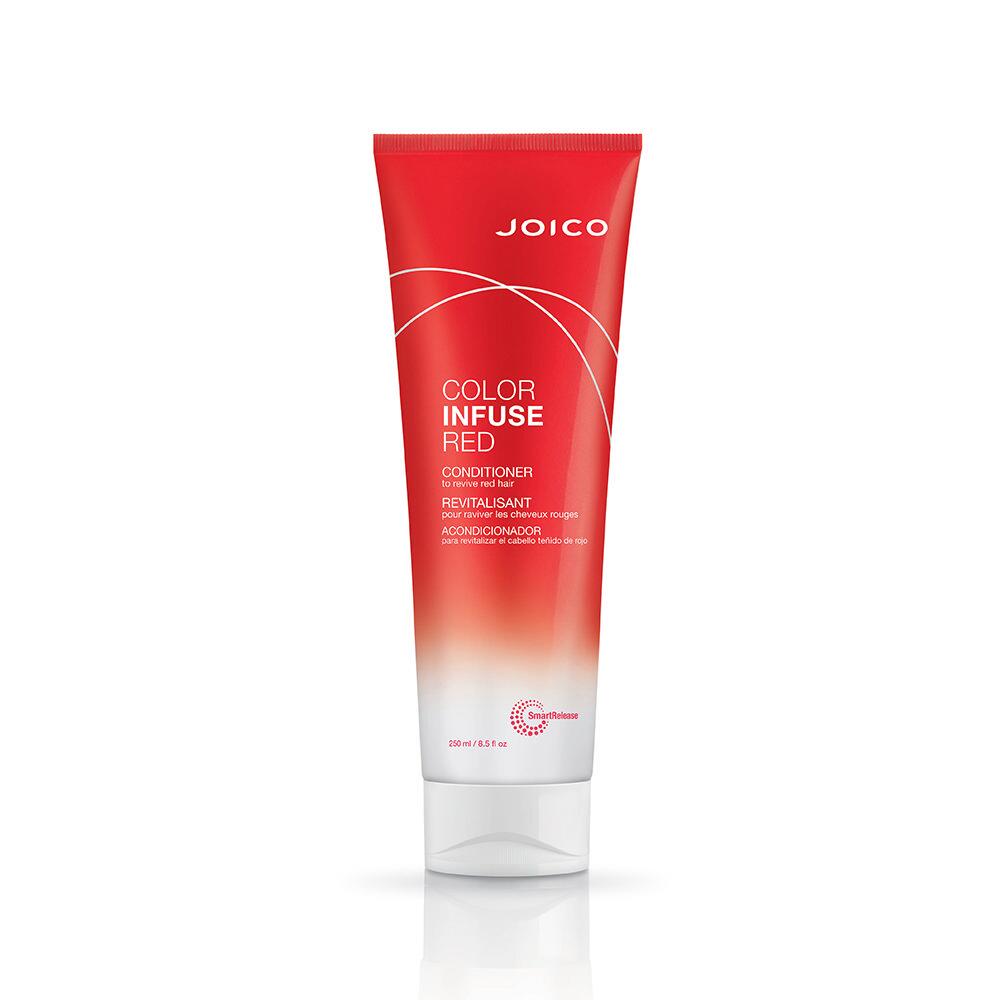 JOICO
COLOR
INFUSE
RED
CONDITIONER
to revive red hair
REVITALISANT
pour raviver les cheveux rouges
ACONDICIONADOR
para revitalizar el cabello teñido de rojo
SmartRelease
250 ml / 8.5 fl oz